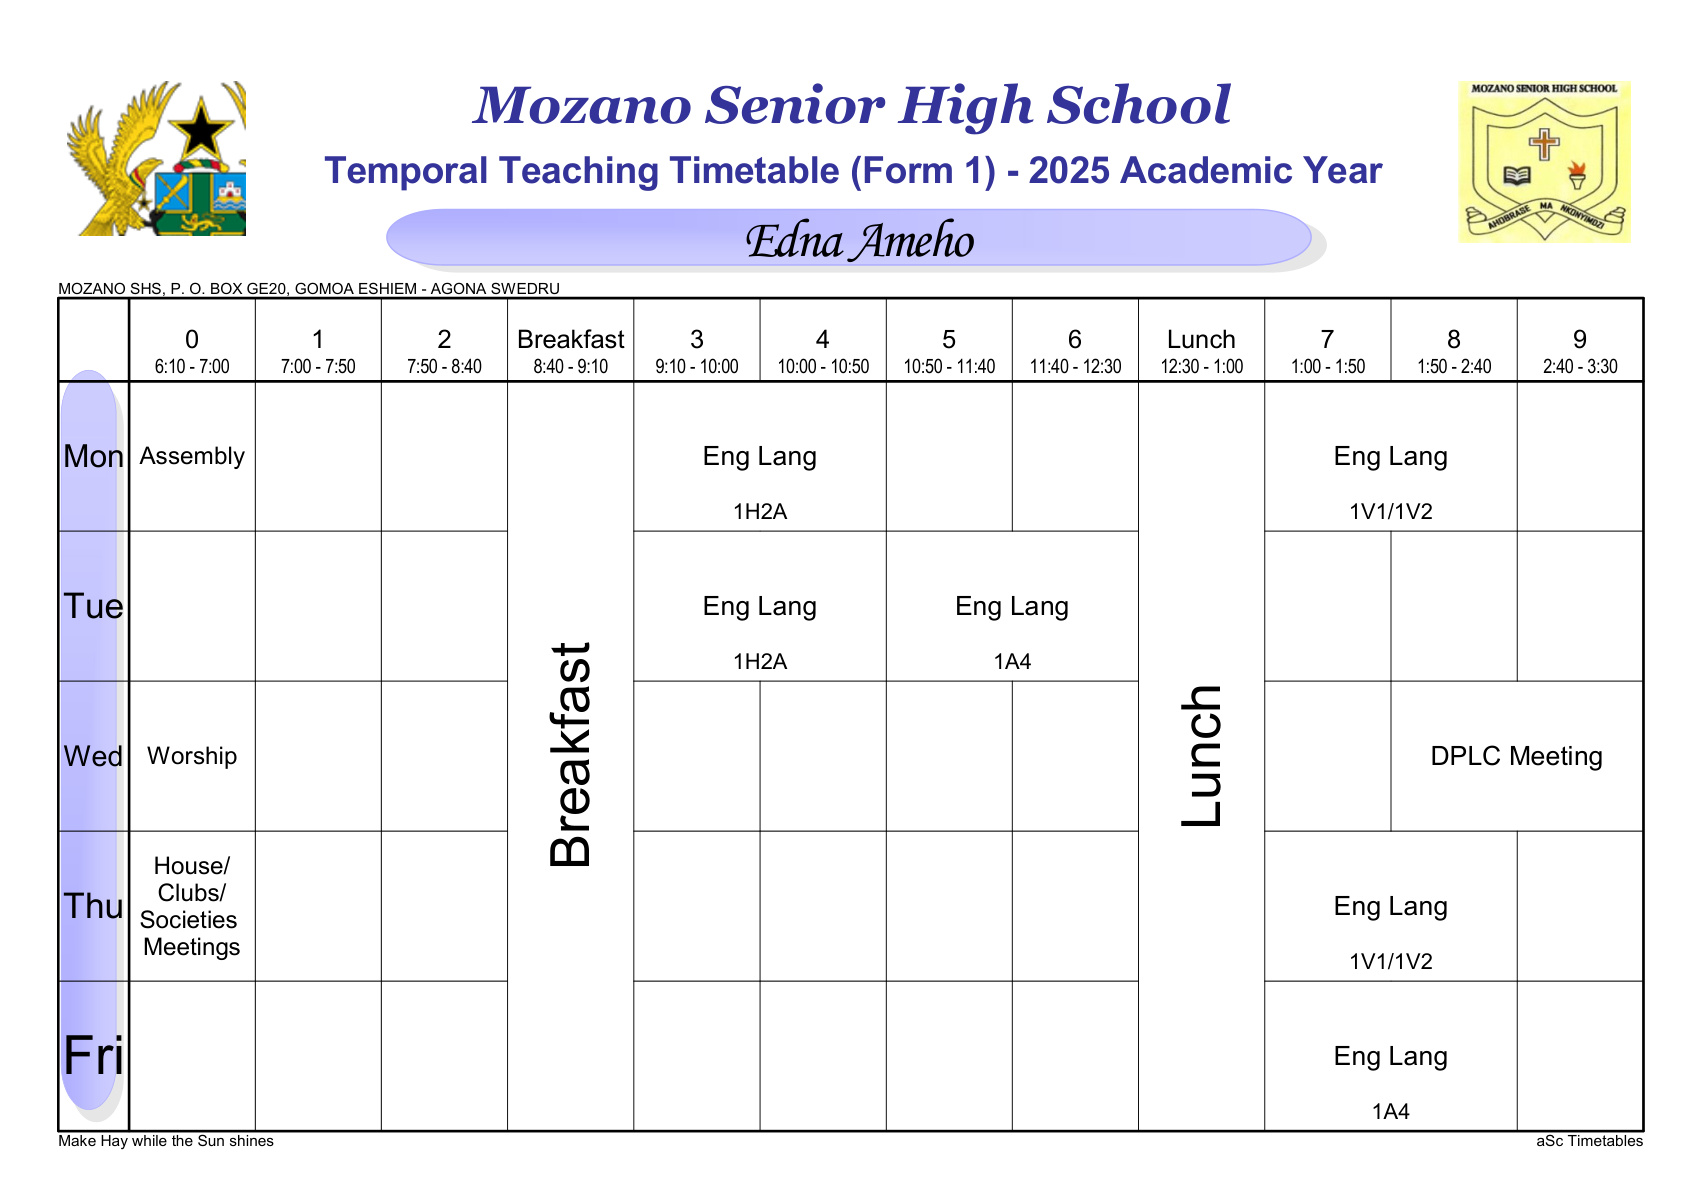 Mozano Senior High School
Temporal Teaching Timetable (Form 1) - 2025 Academic Year
Edna Ameho
MOZANO SENIOR HIGH SCHOOL
AHOBRASE MA NKONYIMDZI
MOZANO SHS, P. O. BOX GE20, GOMOA ESHIEM - AGONA SWEDRU
0 1 2 Breakfast 3 4 5 6 Lunch 7 8 9
6:10 - 7:00 7:00 - 7:50 7:50 - 8:40 8:40 - 9:10 9:10 - 10:00 10:00 - 10:50 10:50 - 11:40 11:40 - 12:30 12:30 - 1:00 1:00 - 1:50 1:50 - 2:40 2:40 - 3:30
Mon Assembly Eng Lang Eng Lang
1H2A 1V1/1V2
Tue Eng Lang Eng Lang
1H2A 1A4
Breakfast
Lunch
Wed Worship DPLC Meeting
House/
Clubs/
Thu Eng Lang
Societies
Meetings
1V1/1V2
Fri Eng Lang
1A4
Make Hay while the Sun shines
aSc Timetables